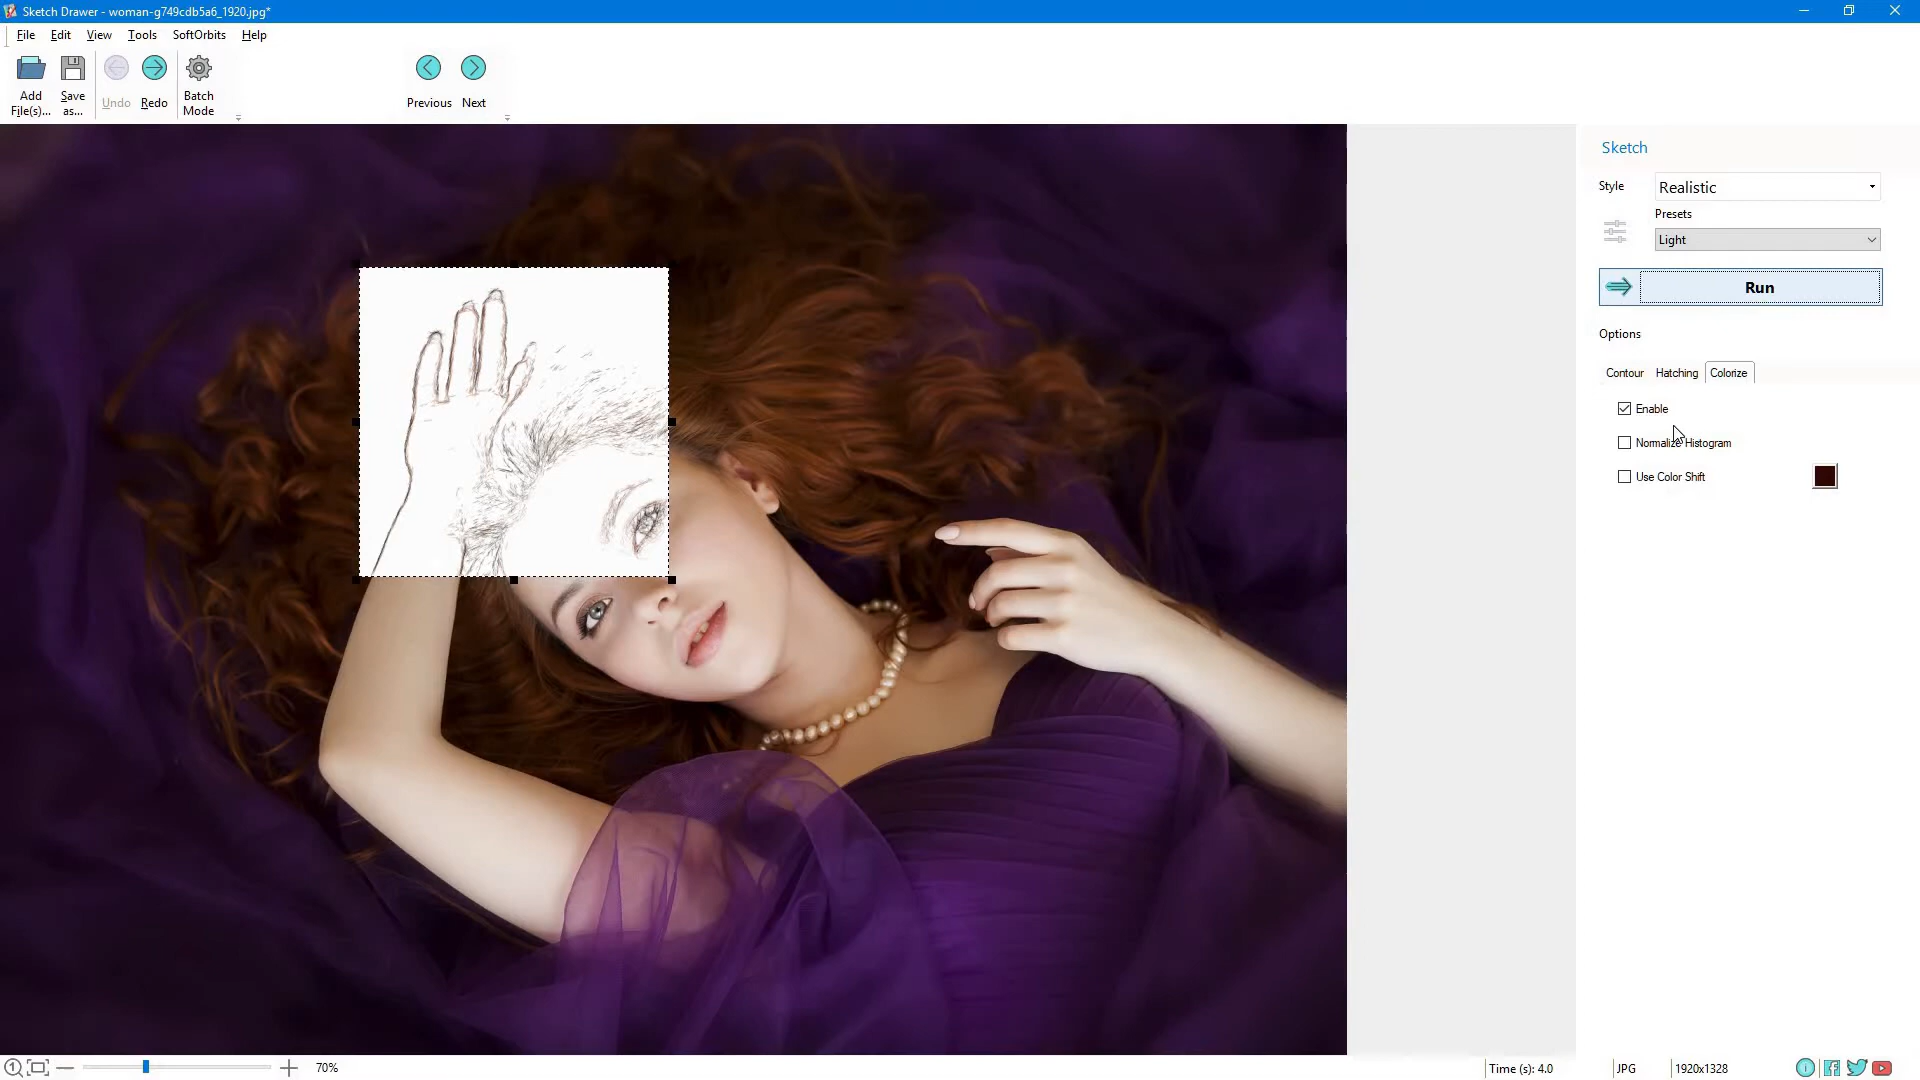 Sketch Drawer - woman-g749cdb5a6_1920.jpg*
File Edit View Tools SoftOrbits Help
Add File(s)...
Save as...
Undo
Redo
Batch Mode
Previous
Next
Sketch
Style Realistic
Presets
Light
Run
Options
Contour Hatching Colorize
Enable
Normalize Histogram
Use Color Shift
70%
Time (s): 4.0
JPG
1920x1328